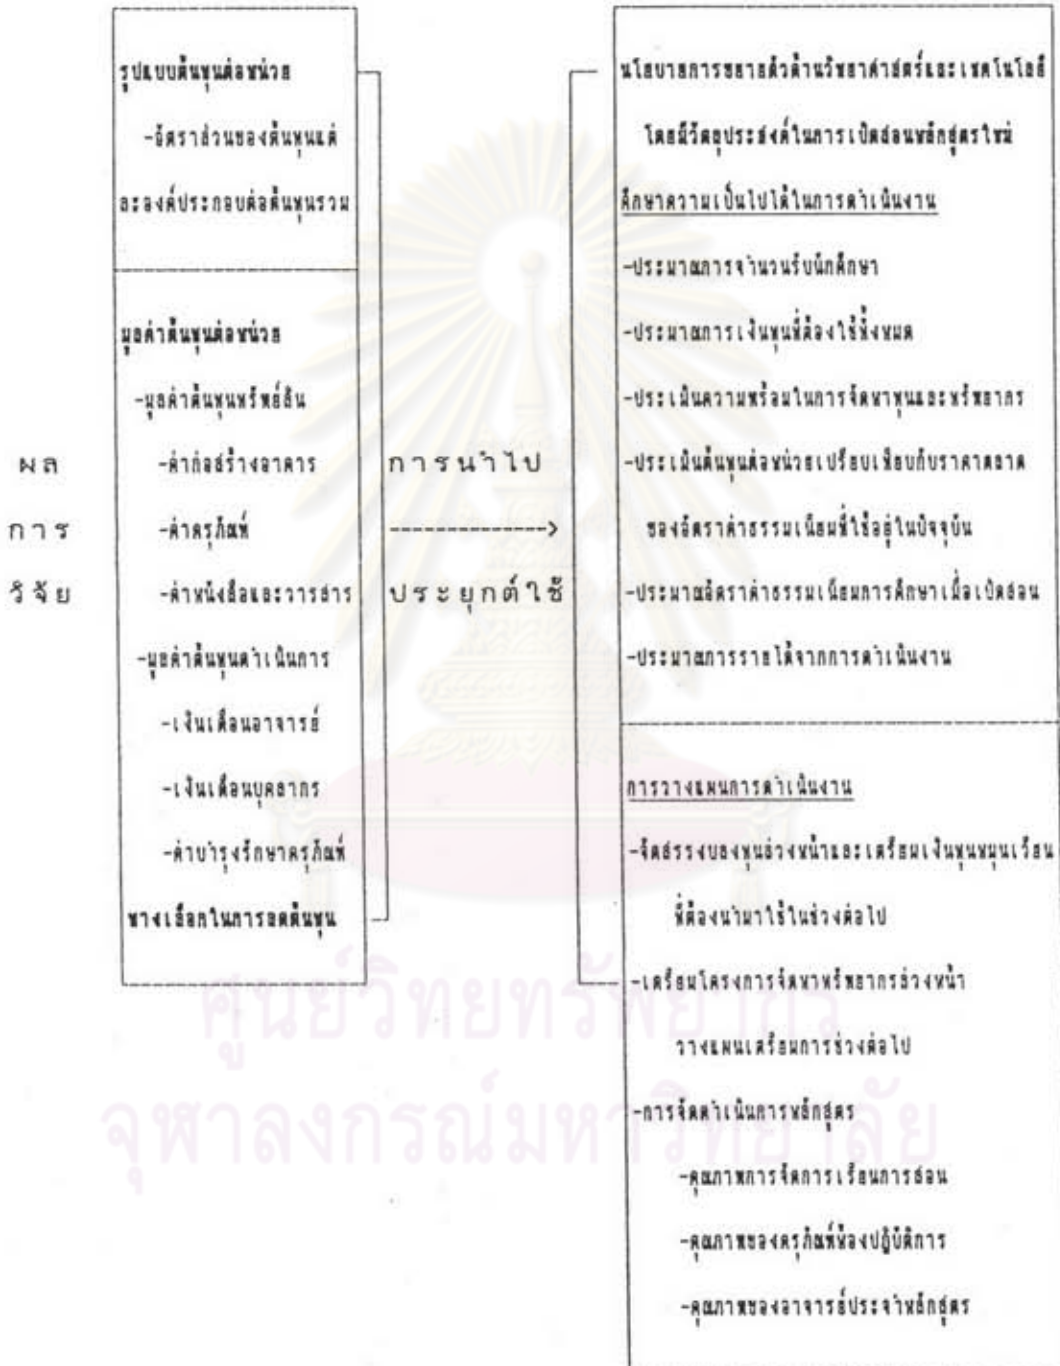 รูปแบบต้นทุนต่อหน่วย
-อัตราส่วนของต้นทุนแต่
ละองค์ประกอบต่อต้นทุนรวม
มูลค่าต้นทุนต่อหน่วย
-มูลค่าต้นทุนทรัพย์สิน
-ค่าก่อสร้างอาคาร
-ค่าครุภัณฑ์
-ค่าหนังสือและวารสาร
-มูลค่าต้นทุนดำเนินการ
-เงินเดือนอาจารย์
-เงินเดือนบุคลากร
-ค่าบำรุงรักษาครุภัณฑ์
ทางเลือกในการลดต้นทุน
ผล
การ
วิจัย
การนำไป
---------------->
ประยุกต์ใช้
นโยบายการขยายตัวด้านวิทยาศาสตร์และเทคโนโลยี
โดยมีวัตถุประสงค์ในการเปิดสอนหลักสูตรใหม่
ศึกษาความเป็นไปได้ในการดำเนินงาน
-ประมาณการจำนวนรับนักศึกษา
-ประมาณการเงินทุนที่ต้องใช้ทั้งหมด
-ประเมินความพร้อมในการจัดหาทุนและทรัพยากร
-ประเมินต้นทุนต่อหน่วยเปรียบเทียบกับราคาตลาด
ของอัตราค่าธรรมเนียมที่ใช้อยู่ในปัจจุบัน
-ประมาณอัตราค่าธรรมเนียมการศึกษาเมื่อเปิดสอน
-ประมาณการรายได้จากการดำเนินงาน
การวางแผนการดำเนินงาน
-จัดสรรงบลงทุนล่วงหน้าและเตรียมเงินทุนหมุนเวียน
ที่ต้องนำมาใช้ในช่วงต่อไป
-เตรียมโครงการจัดหาทรัพยากรล่วงหน้า
วางแผนเตรียมการช่วงต่อไป
-การจัดดำเนินการหลักสูตร
-คุณภาพการจัดการเรียนการสอน
-คุณภาพของครุภัณฑ์ห้องปฏิบัติการ
-คุณภาพของอาจารย์ประจำหลักสูตร
ศูนย์วิทยทรัพยากร
จุฬาลงกรณ์มหาวิทยาลัย